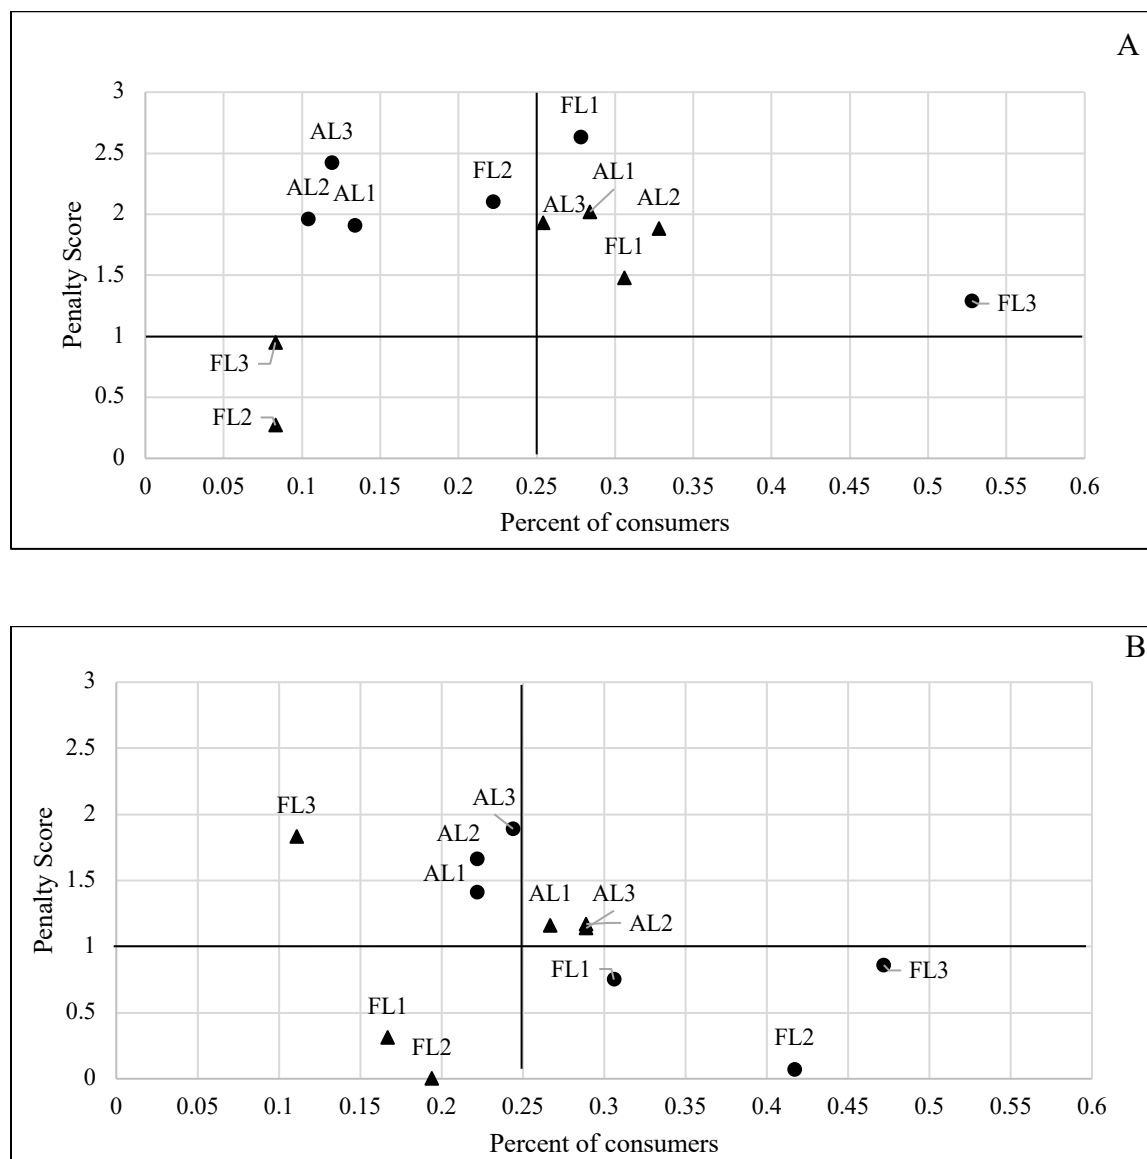 A
3
FL1
AL3
2.5
AL1
FL2
AL2 AL1
AL3
AL2
2
FL1
1.5
FL3
1
FL3
0.5
FL2
0
0 0.05 0.1 0.15 0.2 0.25 0.3 0.35 0.4 0.45 0.5 0.55 0.6
Percent of consumers
Penalty Score
B
3
2.5
FL3
AL3
2
AL2
AL1
1.5
AL1
AL3
AL2
1
FL1
FL3
0.5
FL1
FL2
FL2
0
0 0.05 0.1 0.15 0.2 0.25 0.3 0.35 0.4 0.45 0.5 0.55 0.6
Percent of consumers
Penalty Score